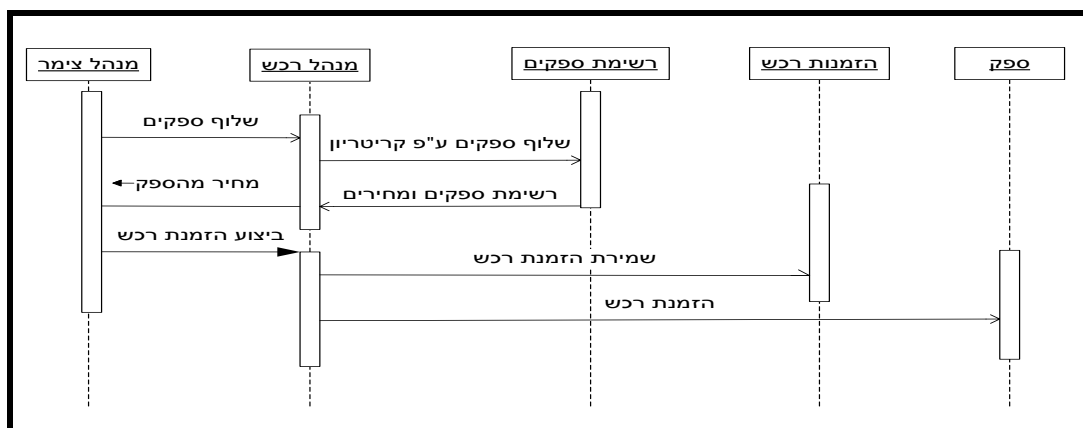 מנהל צימר
מנהל רכש
רשימת ספקים
הזמנות רכש
ספק
שלוף ספקים
שלוף ספקים ע"פ קריטריון
מחיר מהספק
רשימת ספקים ומחירים
ביצוע הזמנת רכש
שמירת הזמנת רכש
הזמנת רכש